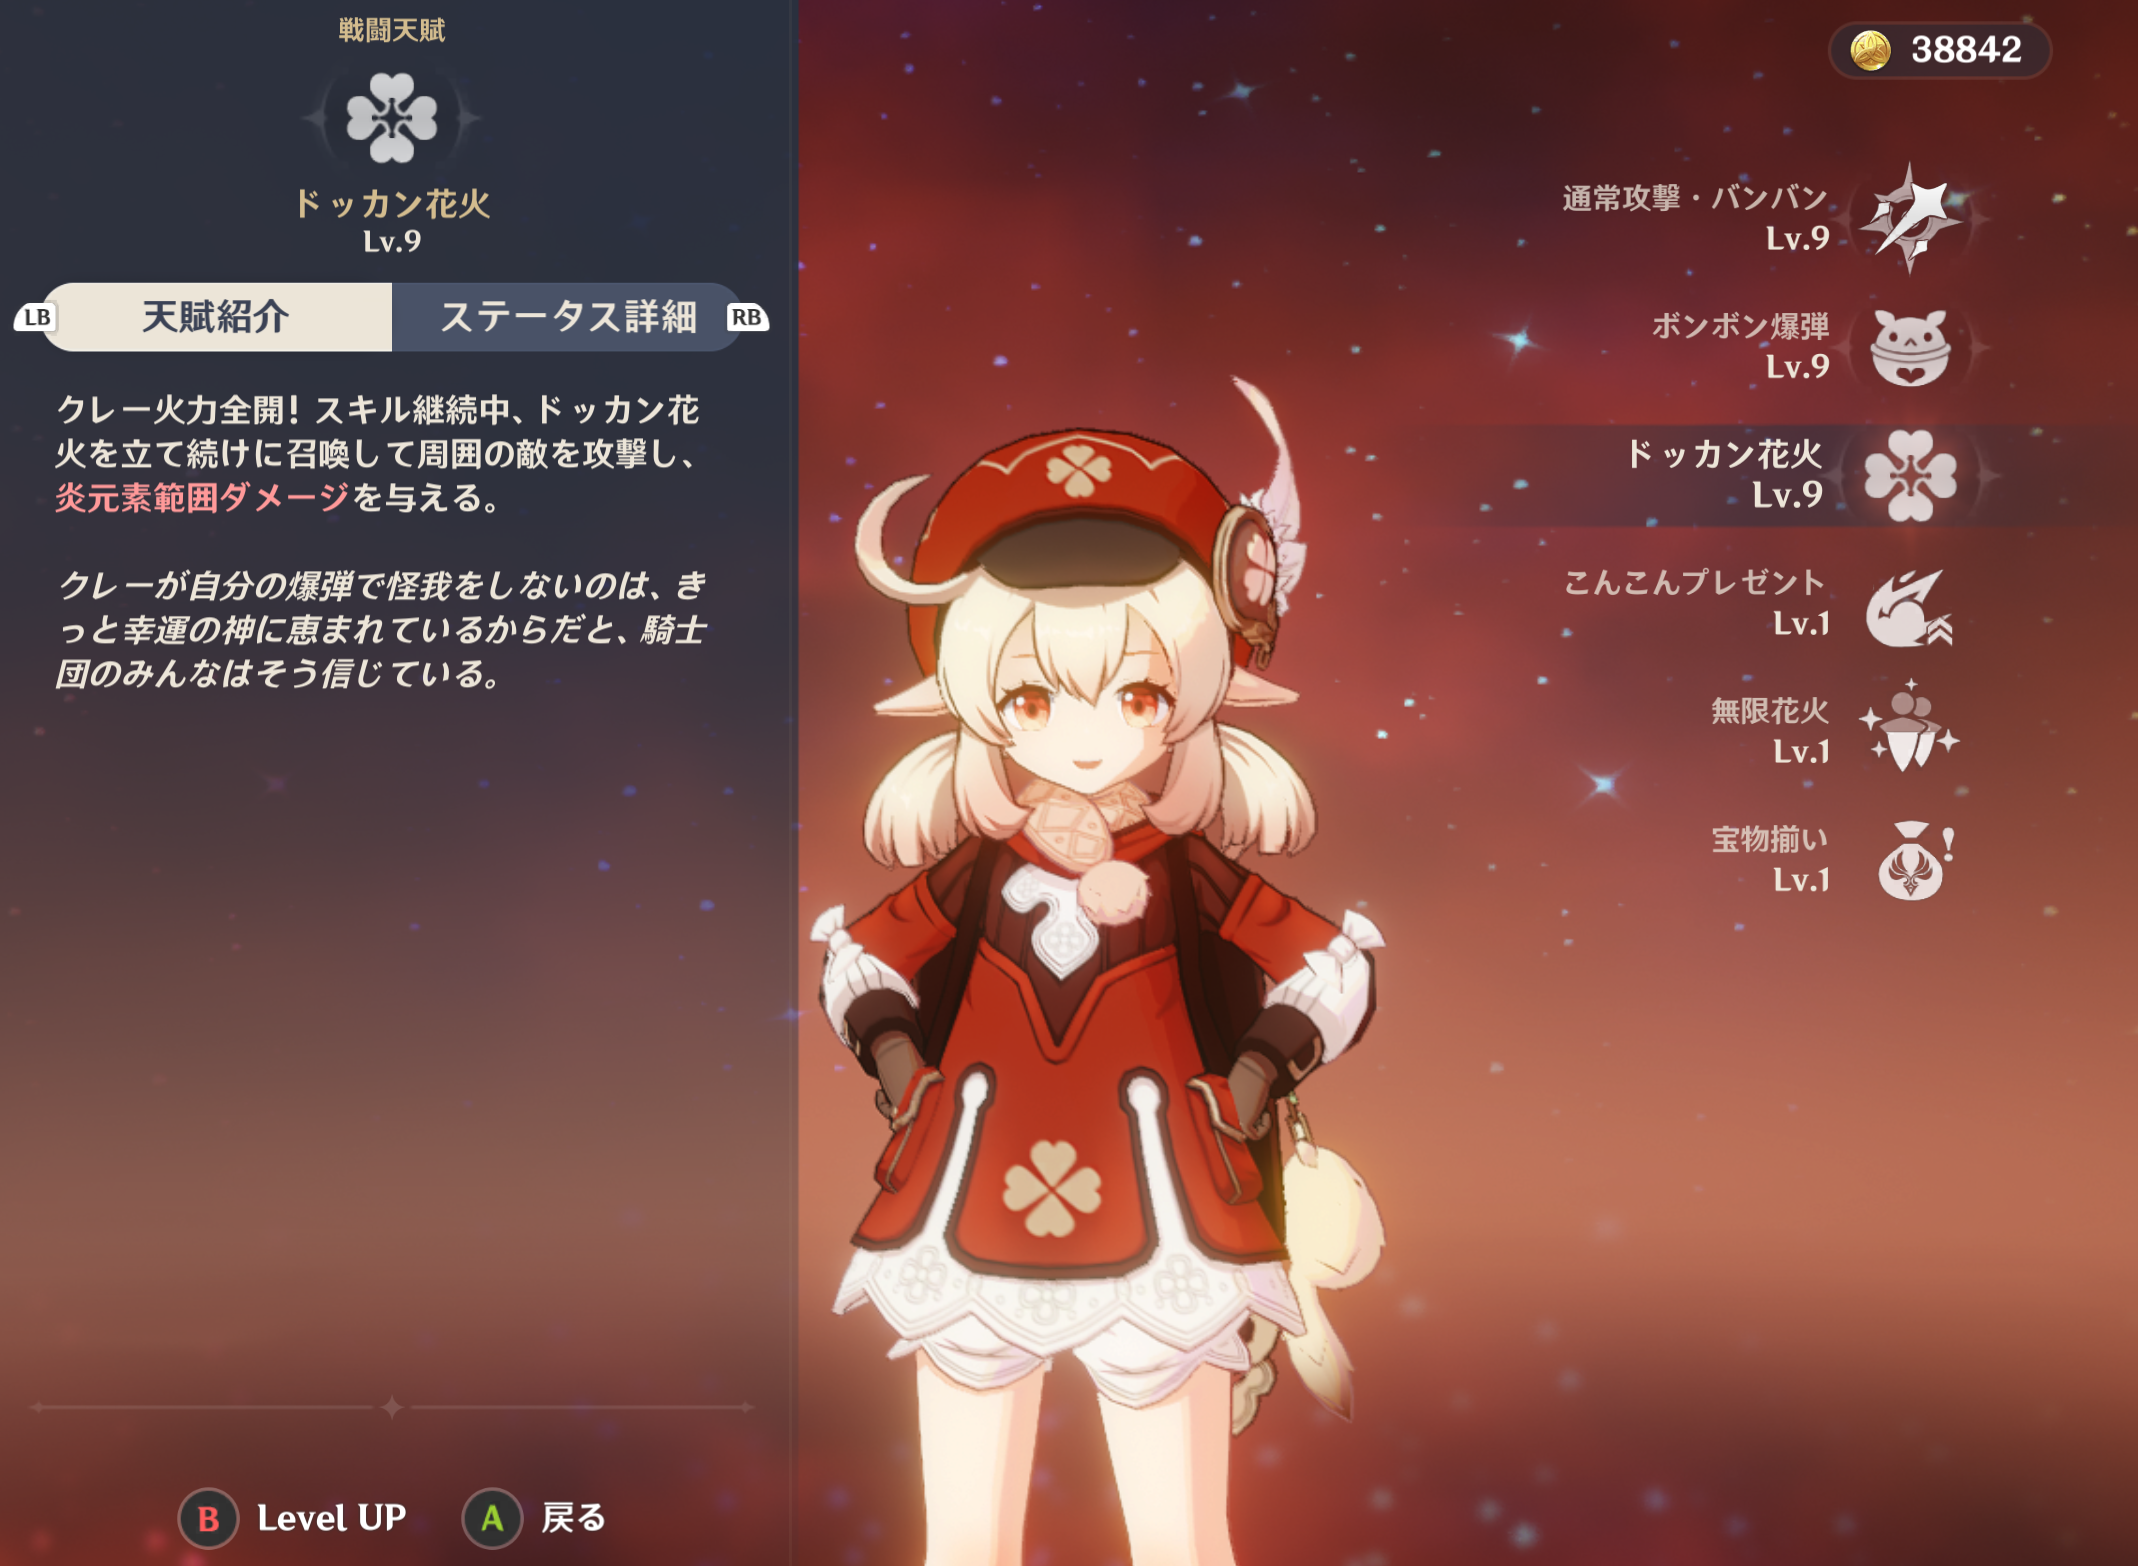 戦闘天賦
ドッカン花火
Lv.9
LB
天賦紹介
ステータス詳細
RB
クレー火力全開！スキル継続中、ドッカン花
火を立て続けに召喚して周囲の敵を攻撃し、
炎元素範囲ダメージを与える。
クレーが自分の爆弾で怪我をしないのは、き
っと幸運の神に恵まれているからだと、騎士
団のみんなはそう信じている。
B Level UP
A 戻る
38842
通常攻撃・バンバン
Lv.9
ボンボン爆弾
Lv.9
ドッカン花火
Lv.9
こんこんプレゼント
Lv.1
無限花火
Lv.1
宝物揃い
Lv.1